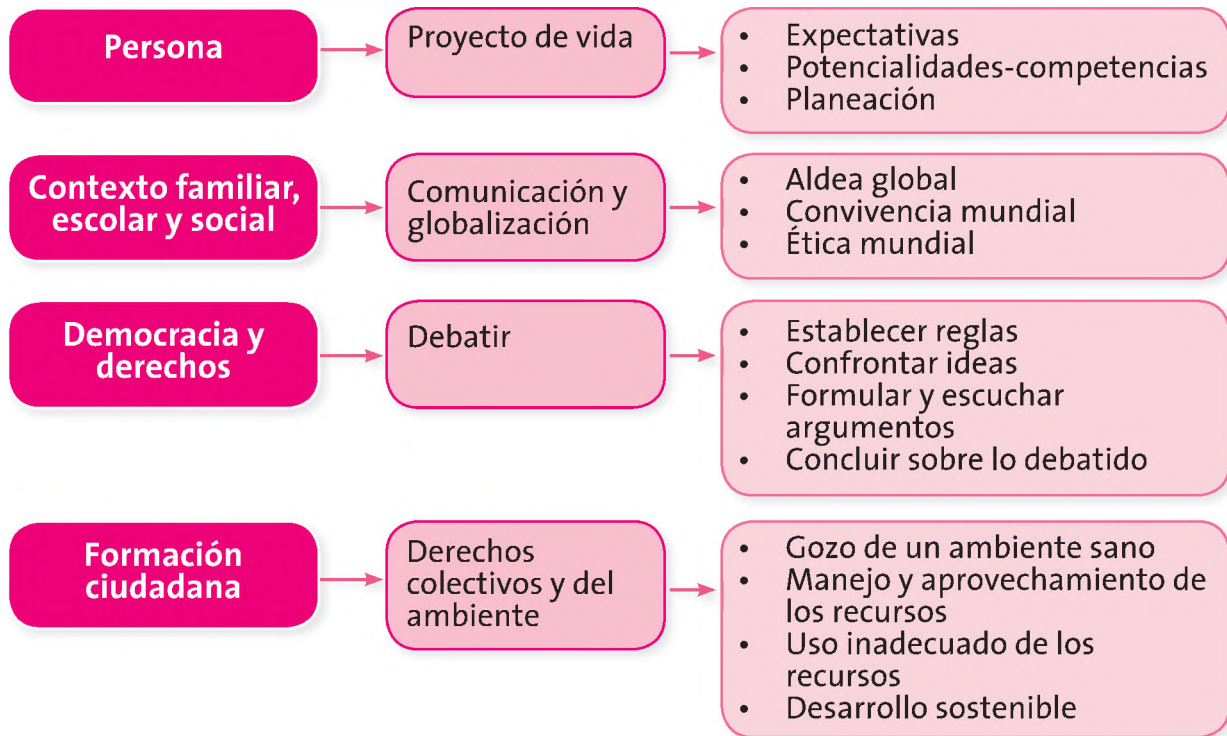 Persona
Proyecto de vida
• Expectativas
• Potencialidades-competencias
• Planeación
Contexto familiar,
escolar y social
Comunicación y
globalización
• Aldea global
• Convivencia mundial
• Ética mundial
Democracia y
derechos
Debatir
• Establecer reglas
• Confrontar ideas
• Formular y escuchar
argumentos
• Concluir sobre lo debatido
Formación
ciudadana
Derechos
colectivos y del
ambiente
• Gozo de un ambiente sano
• Manejo y aprovechamiento de
los recursos
• Uso inadecuado de los
recursos
• Desarrollo sostenible